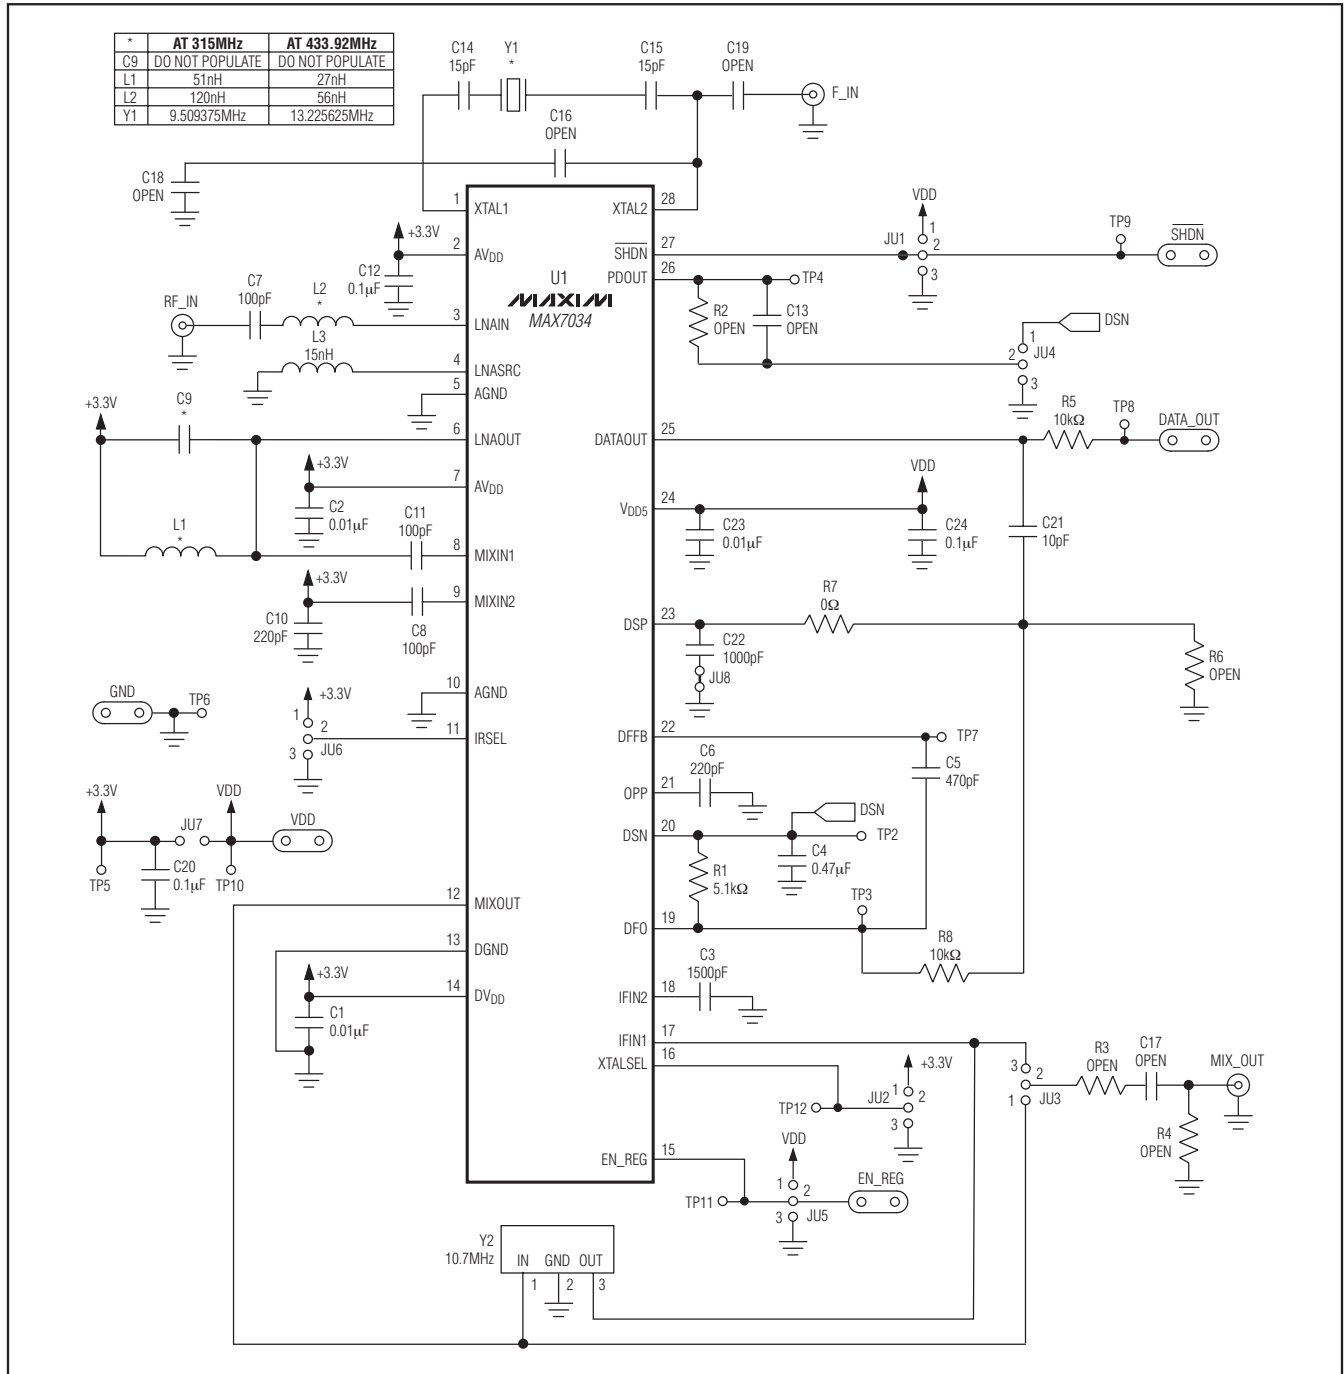 * AT 315MHz AT 433.92MHz
C9 DO NOT POPULATE DO NOT POPULATE
L1 51nH 27nH
L2 120nH 56nH
Y1 9.509375MHz 13.225625MHz
C14
15pF
Y1
*
C15
15pF
C19
OPEN
F_IN
C16
OPEN
C18
OPEN
1
XTAL1
XTAL2
28
+3.3V
2
AVDD
C12
0.1µF
SHDN
27
VDD
JU1
1
2
3
TP9
SHDN
U1
MAXIM
MAX7034
PDOUT
26
TP4
R2
OPEN
C13
OPEN
DSN
1
2
JU4
3
RF_IN
C7
100pF
L2
*
3
LNAIN
L3
15nH
4
LNASRC
5
AGND
+3.3V
C9
*
6
LNAOUT
DATAOUT
25
R5
10kΩ
TP8
DATA_OUT
+3.3V
7
AVDD
C2
0.01µF
VDD5
24
VDD
C23
0.01µF
C24
0.1µF
C21
10pF
L1
*
C11
100pF
8
MIXIN1
+3.3V
9
MIXIN2
C10
220pF
C8
100pF
DSP
23
R7
0Ω
C22
1000pF
JU8
R6
OPEN
10
AGND
GND
TP6
+3.3V
1
2
3
JU6
11
IRSEL
DFFB
22
TP7
C5
470pF
OPP
21
C6
220pF
+3.3V
JU7
VDD
VDD
TP5
C20
0.1µF
TP10
DSN
20
DSN
TP2
R1
5.1kΩ
C4
0.47µF
12
MIXOUT
DFO
19
TP3
R8
10kΩ
13
DGND
+3.3V
14
DVDD
C1
0.01µF
IFIN2
18
C3
1500pF
IFIN1
17
XTALSEL
16
+3.3V
TP12
JU2
1
2
3
3
2
1
JU3
R3
OPEN
C17
OPEN
MIX_OUT
R4
OPEN
EN_REG
15
VDD
TP11
1
2
3
JU5
EN_REG
Y2
10.7MHz
IN GND OUT
1 2 3